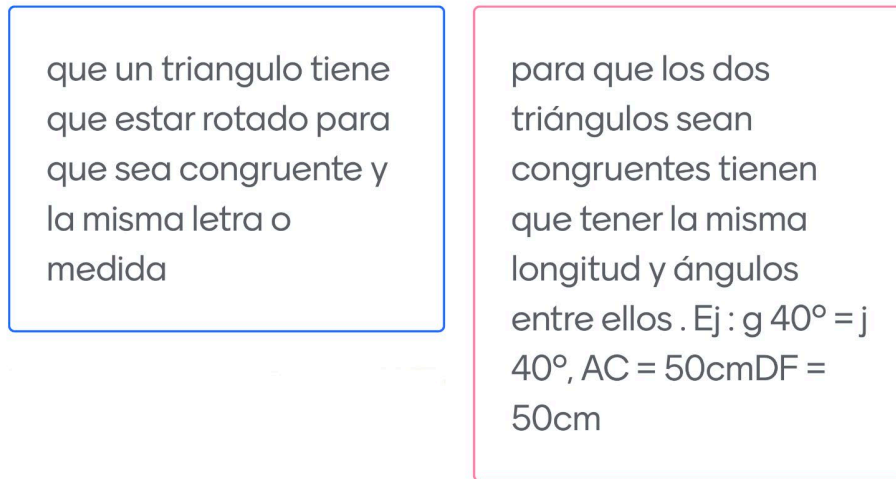 que un triangulo tiene
que estar rotado para
que sea congruente y
la misma letra o
medida
para que los dos
triángulos sean
congruentes tienen
que tener la misma
longitud y ángulos
entre ellos . Ej : g 40° = j
40°, AC = 50cmDF =
50cm